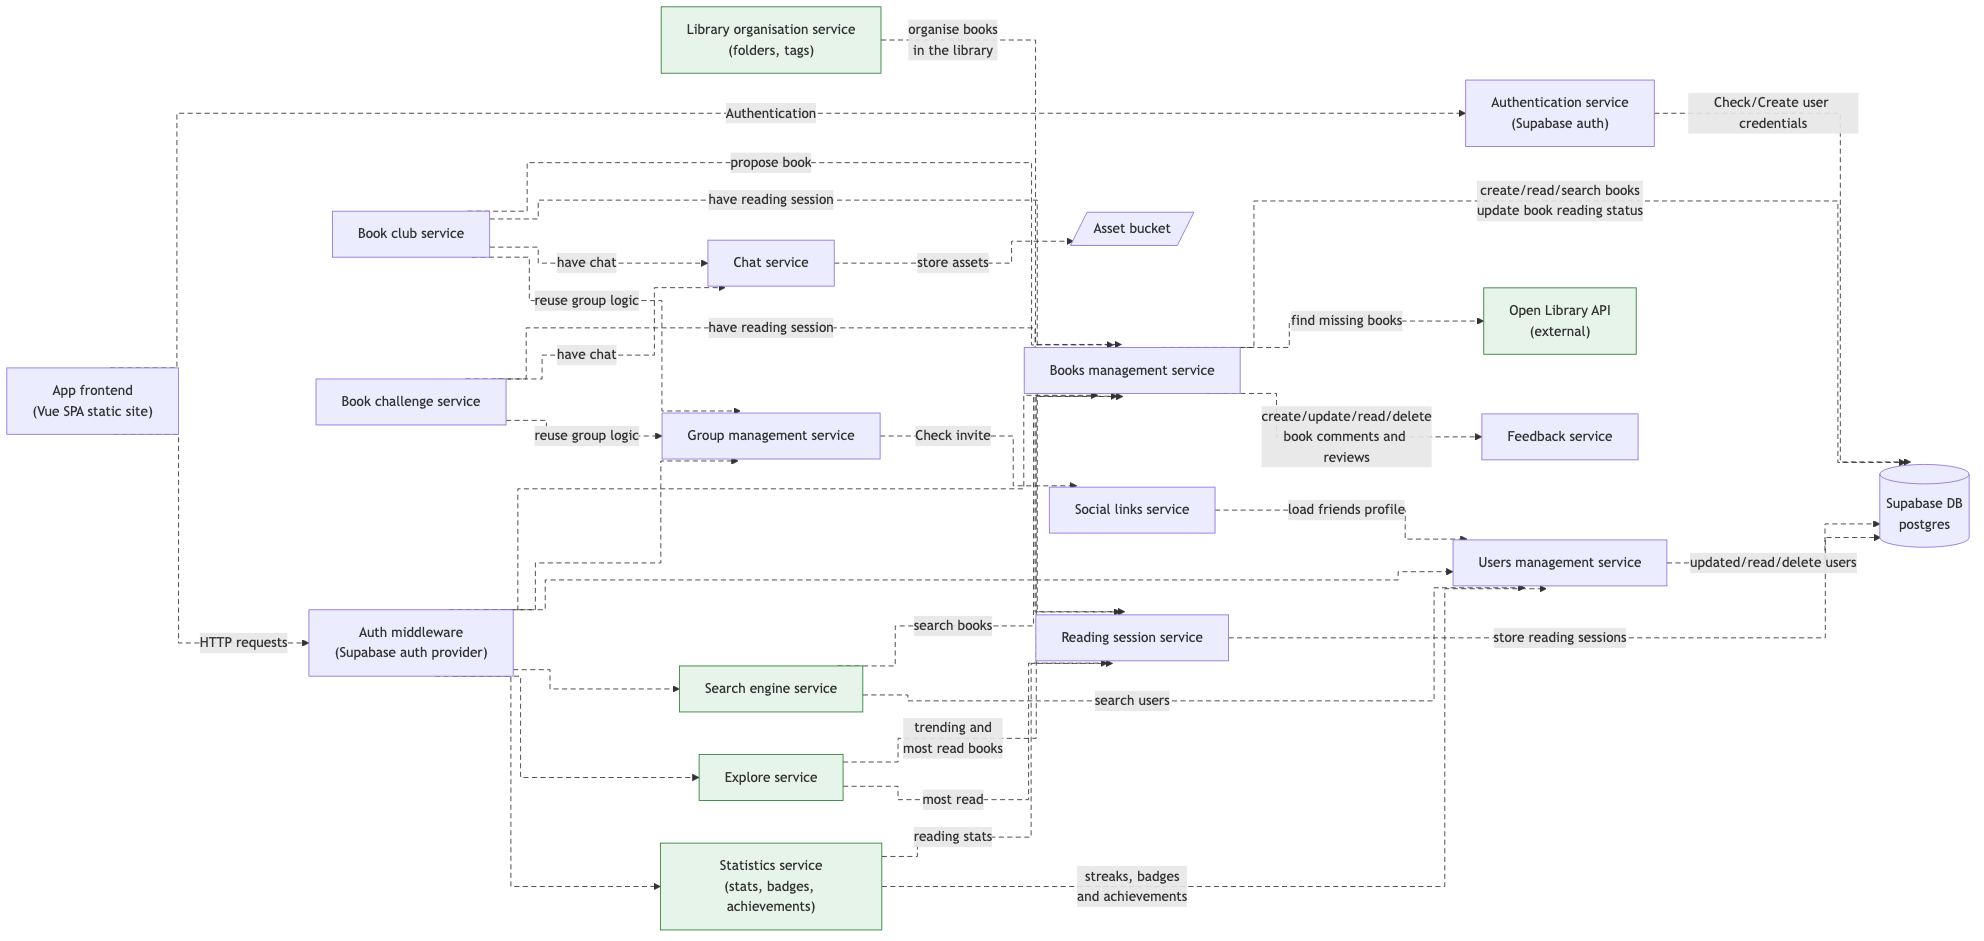 Library organisation service
(folders, tags)
organise books
in the library
Authentication
Authentication service
(Supabase auth)
Check/Create user
credentials
propose book
have reading session
create/read/search books
update book reading status
Book club service
Asset bucket
have chat
Chat service
store assets
reuse group logic
have reading session
find missing books
Open Library API
(external)
have chat
Books management service
App frontend
(Vue SPA static site)
Book challenge service
reuse group logic
Group management service
Check invite
create/update/read/delete
book comments and
reviews
Feedback service
Social links service
load friends profile
Supabase DB
postgres
Users management service
updated/read/delete users
HTTP requests
Auth middleware
(Supabase auth provider)
search books
Reading session service
store reading sessions
Search engine service
search users
trending and
most read books
Explore service
most read
reading stats
Statistics service
(stats, badges,
achievements)
streaks, badges
and achievements